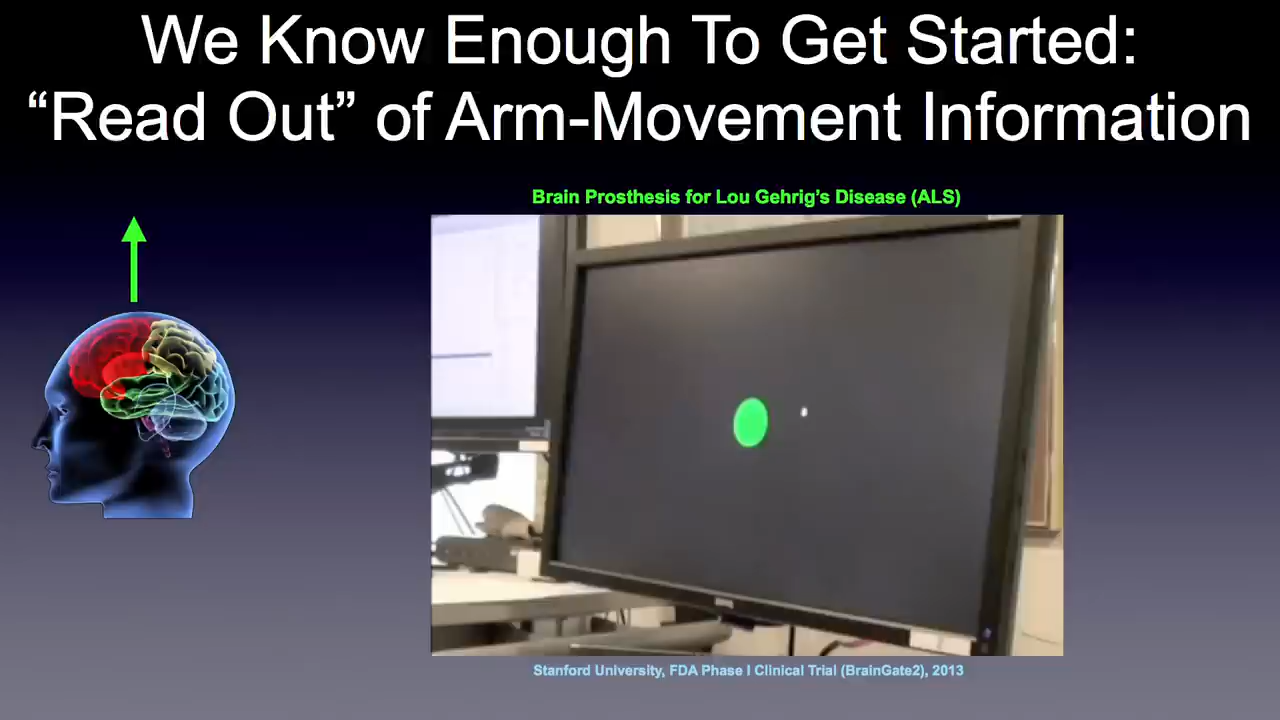 We Know Enough To Get Started:
“Read Out” of Arm-Movement Information
Brain Prosthesis for Lou Gehrig’s Disease (ALS)
Stanford University, FDA Phase I Clinical Trial (BrainGate2), 2013